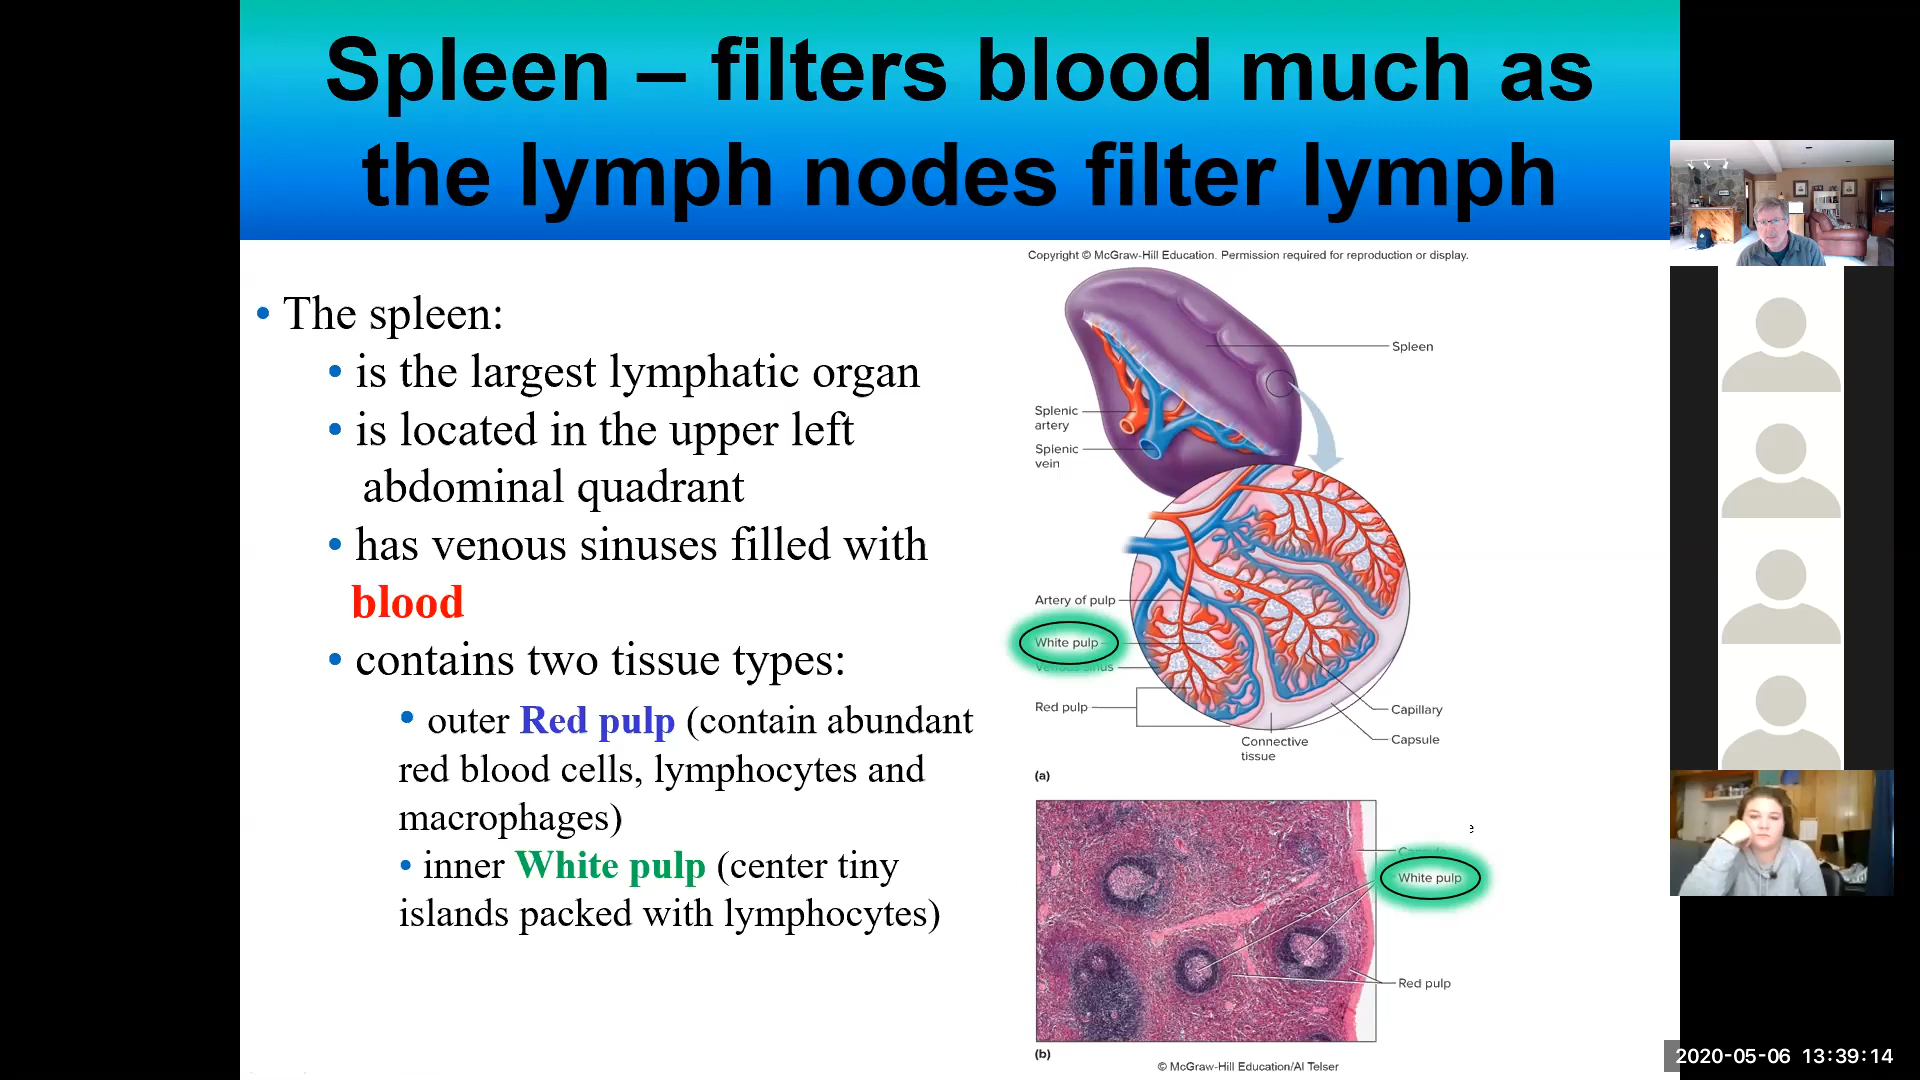 Spleen – filters blood much as
the lymph nodes filter lymph
• The spleen:
• is the largest lymphatic organ
• is located in the upper left
abdominal quadrant
• has venous sinuses filled with
blood
• contains two tissue types:
• outer Red pulp (contain abundant
red blood cells, lymphocytes and
macrophages)
• inner White pulp (center tiny
islands packed with lymphocytes)
Copyright © McGraw-Hill Education. Permission required for reproduction or display.
Spleen
Splenic
artery
Splenic
vein
Artery of pulp
White pulp
Venous sinus
Red pulp
Capillary
Capsule
Connective
tissue
(a)
e
Capsule
White pulp
Red pulp
(b)
© McGraw-Hill Education/Al Telser
2020-05-06 13:39:14